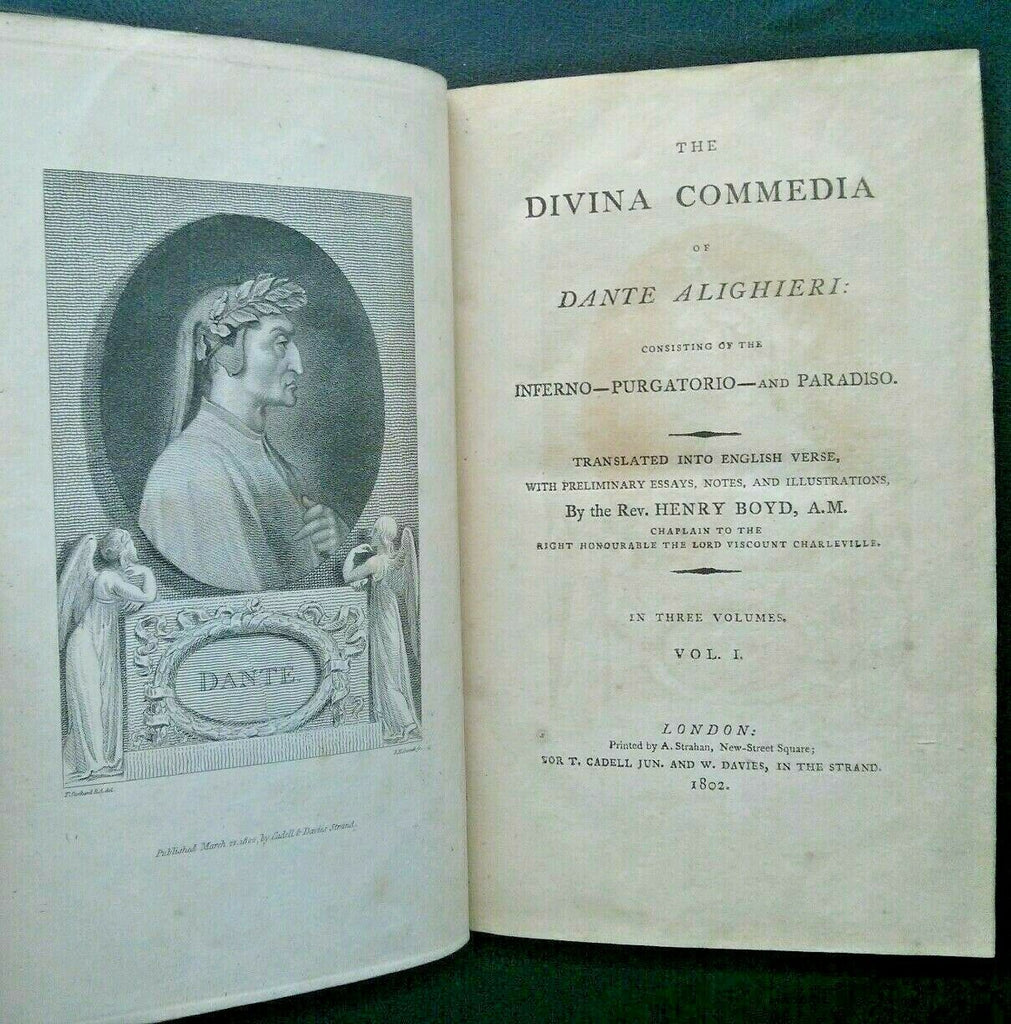 DANTE
Published March 1802, by Cadell & Davies Strand.
THE
DIVINA COMMEDIA
OF
DANTE ALIGHIERI:
CONSISTING OF THE
INFERNO—PURGATORIO—AND PARADISO.
TRANSLATED INTO ENGLISH VERSE,
WITH PRELIMINARY ESSAYS, NOTES, AND ILLUSTRATIONS,
By the Rev. HENRY BOYD, A.M.
CHAPLAIN TO THE
RIGHT HONOURABLE THE LORD VISCOUNT CHARLEVILLE.
IN THREE VOLUMES.
VOL. I.
LONDON:
Printed by A. Strahan, New-Street Square;
FOR T. CADELL JUN. AND W. DAVIES, IN THE STRAND.
1802.